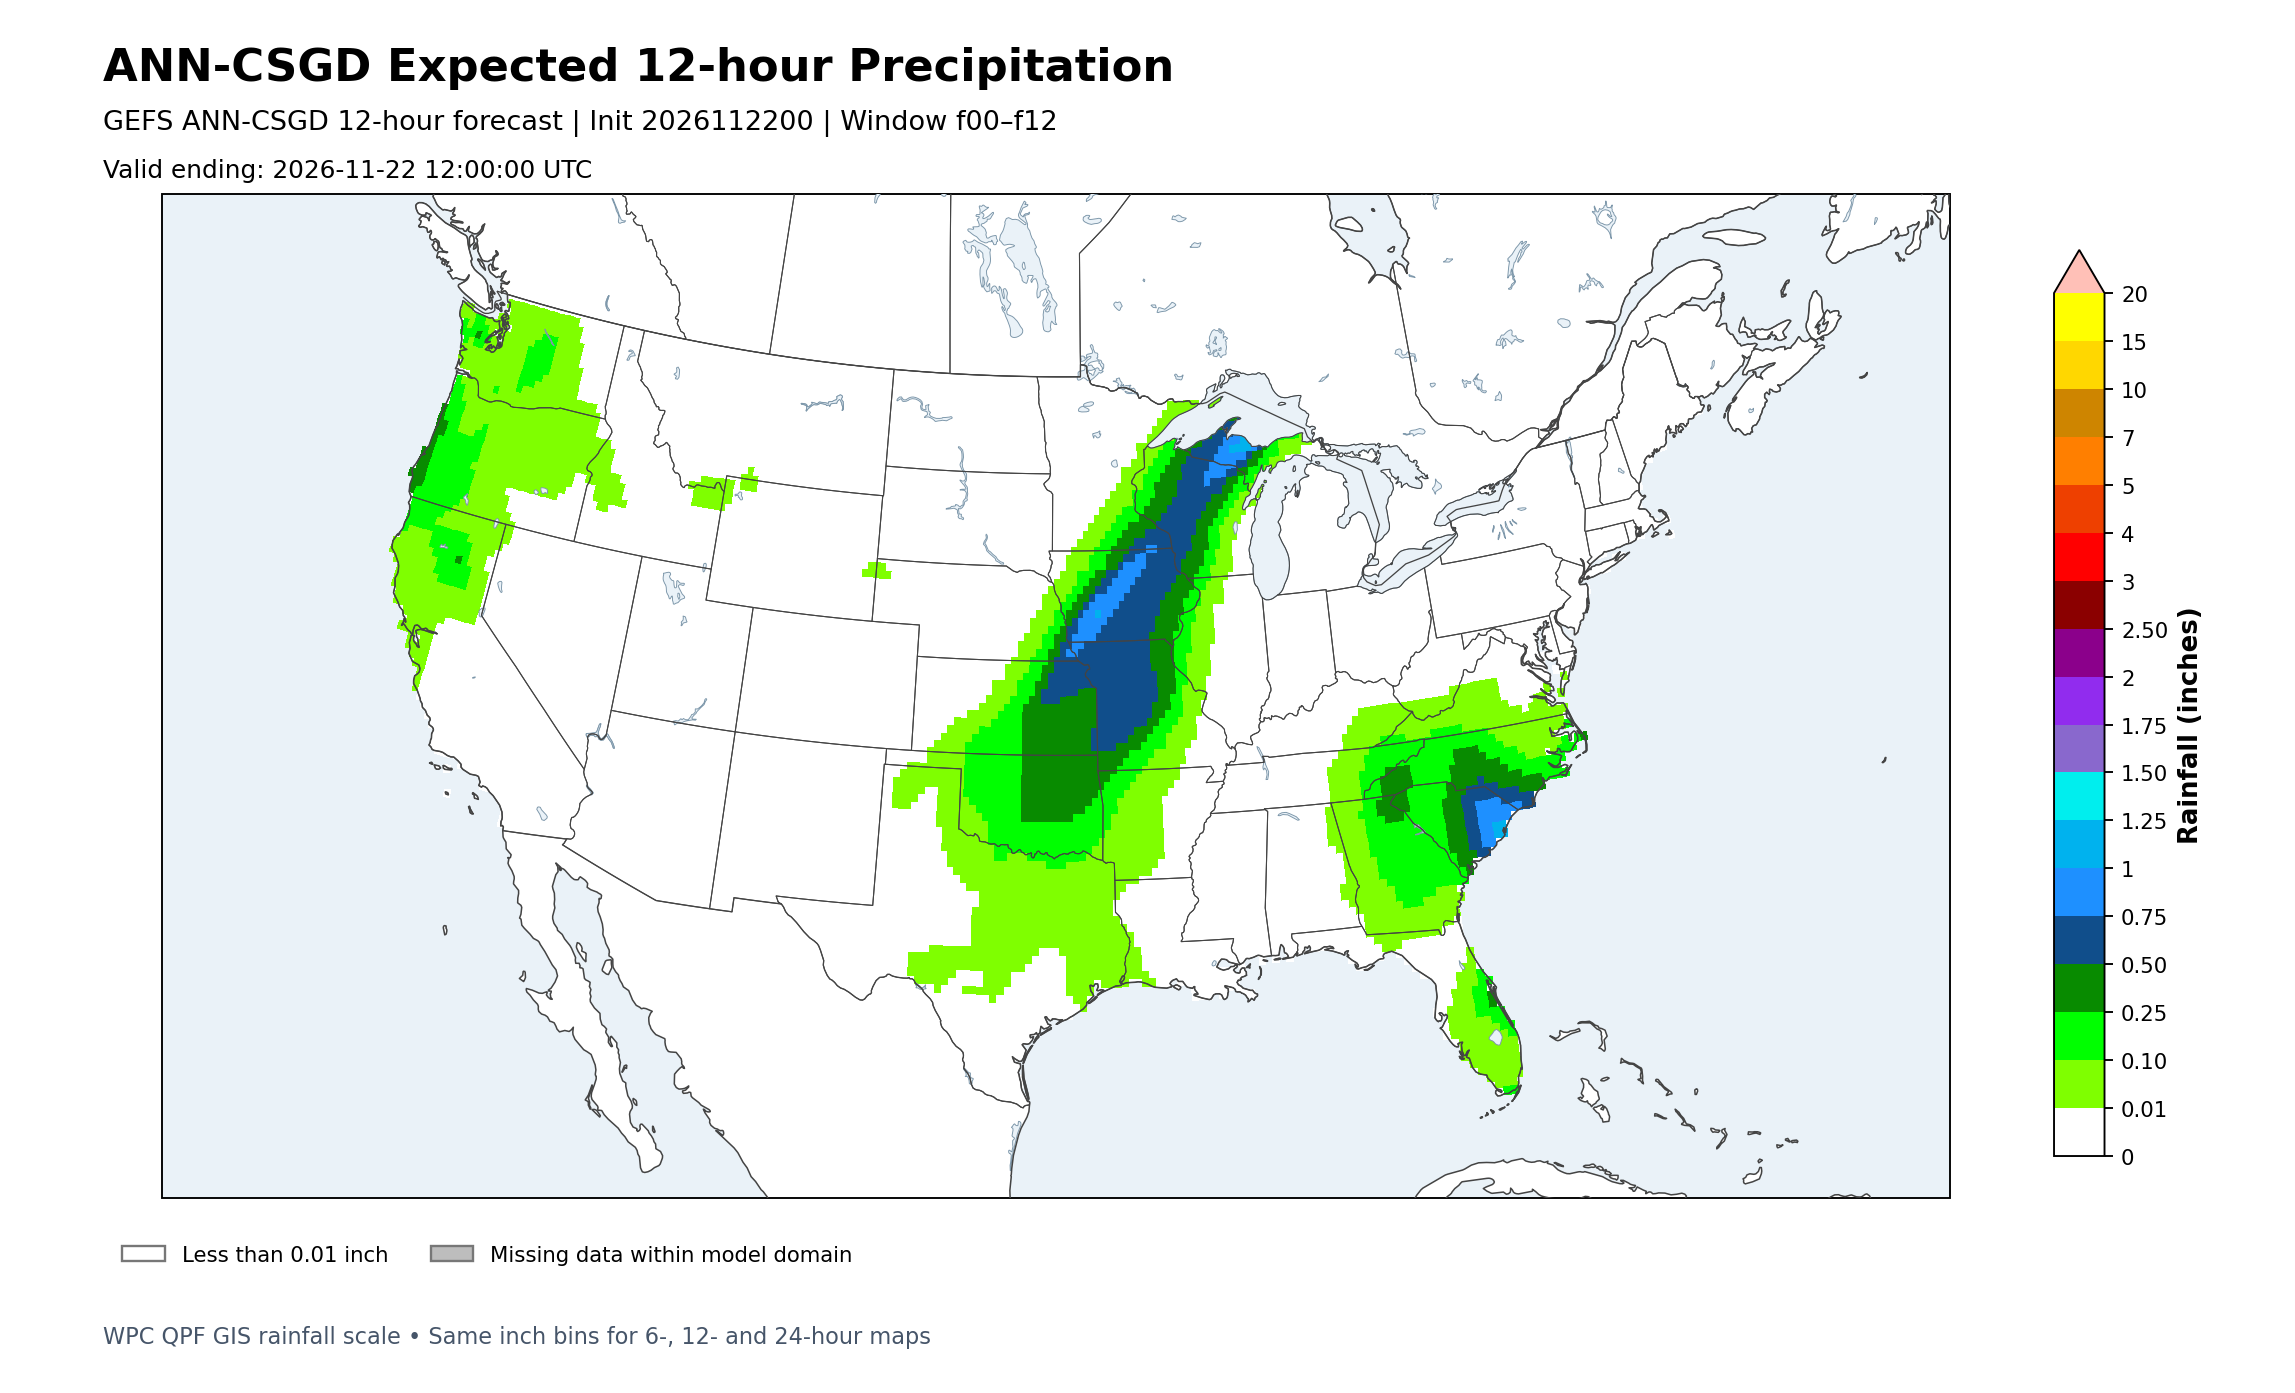 ANN-CSGD Expected 12-hour Precipitation
GEFS ANN-CSGD 12-hour forecast | Init 2026112200 | Window f00–f12
Valid ending: 2026-11-22 12:00:00 UTC
20
15
10
7
5
4
3
2.50
2
1.75
1.50
1.25
1
0.75
0.50
0.25
0.10
0.01
0
Rainfall (inches)
Less than 0.01 inch
Missing data within model domain
WPC QPF GIS rainfall scale • Same inch bins for 6-, 12- and 24-hour maps